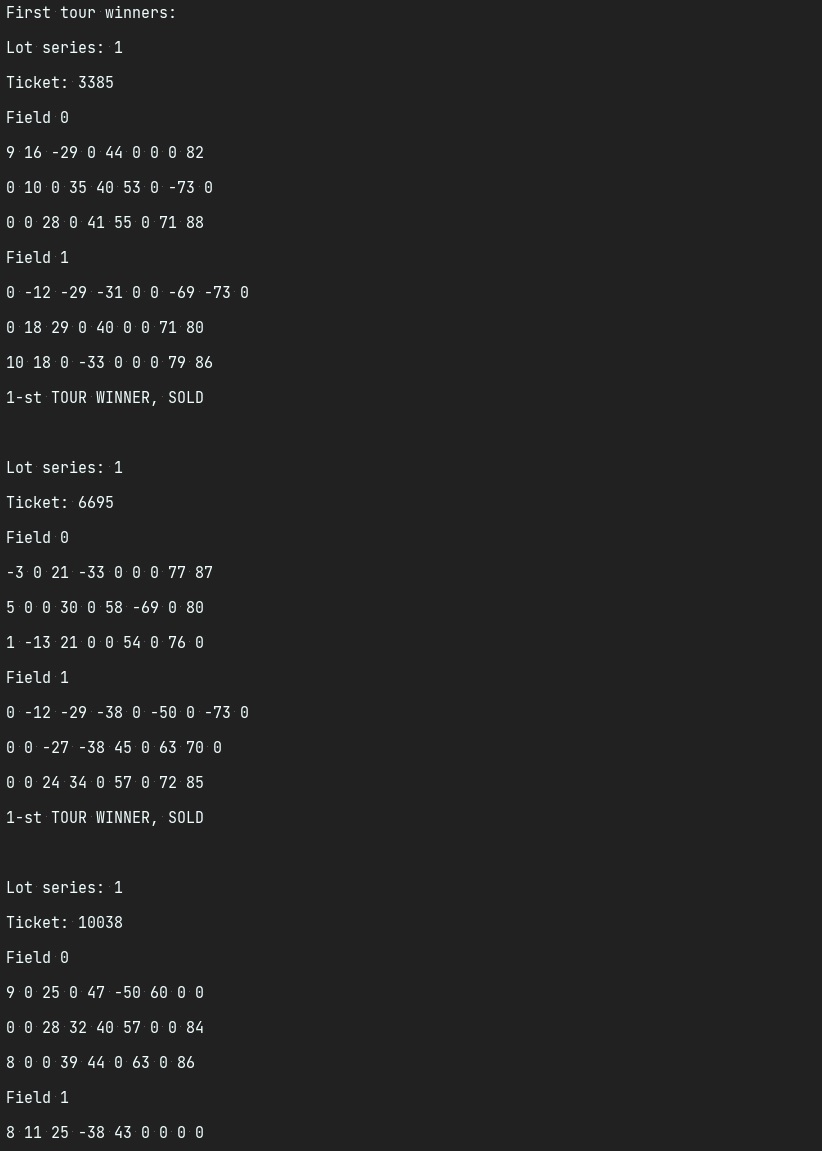 First tour winners:
Lot series: 1
Ticket: 3385
Field 0
9 16 -29 0 44 0 0 0 82
0 10 0 35 40 53 0 -73 0
0 0 28 0 41 55 0 71 88
Field 1
0 -12 -29 -31 0 0 -69 -73 0
0 18 29 0 40 0 0 71 80
10 18 0 -33 0 0 0 79 86
1-st TOUR WINNER, SOLD
Lot series: 1
Ticket: 6695
Field 0
-3 0 21 -33 0 0 0 77 87
5 0 0 30 0 58 -69 0 80
1 -13 21 0 0 54 0 76 0
Field 1
0 -12 -29 -38 0 -50 0 -73 0
0 0 -27 -38 45 0 63 70 0
0 0 24 34 0 57 0 72 85
1-st TOUR WINNER, SOLD
Lot series: 1
Ticket: 10038
Field 0
9 0 25 0 47 -50 60 0 0
0 0 28 32 40 57 0 0 84
8 0 0 39 44 0 63 0 86
Field 1
8 11 25 -38 43 0 0 0 0